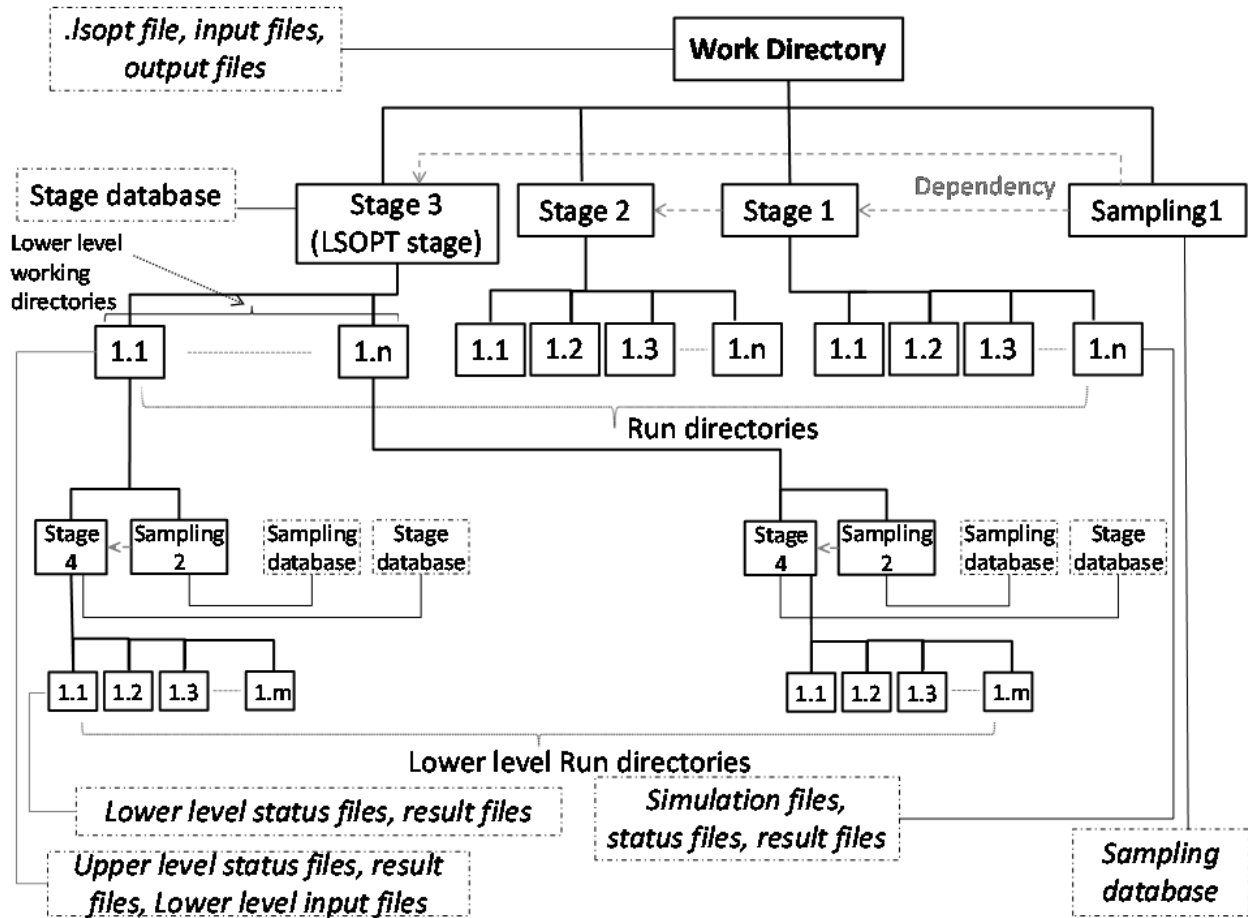 .lsopt file, input files,
output files
Work Directory
Stage database
Stage 3
(LSOPT stage)
Stage 2
Stage 1
Dependency
Sampling1
Lower level
working
directories
1.1
1.n
1.1
1.2
1.3
1.n
1.1
1.2
1.3
1.n
Run directories
Stage
4
Sampling
2
Sampling
database
Stage
database
Stage
4
Sampling
2
Sampling
database
Stage
database
1.1
1.2
1.3
1.m
1.1
1.2
1.3
1.m
Lower level Run directories
Lower level status files, result files
Simulation files,
status files, result files
Upper level status files, result
files, Lower level input files
Sampling
database